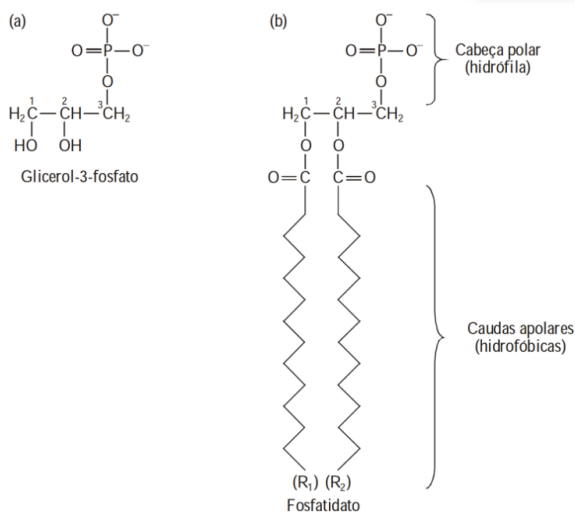 (a)
O⁻
O=P—O⁻
O
H₂C—CH—CH₂
1 2 3
HO OH
Glicerol-3-fosfato
(b)
O⁻
O=P—O⁻
O
H₂C—CH—CH₂
1 2 3
O O
O=C C=O
(R₁) (R₂)
Fosfatidato
Cabeça polar
(hidrófila)
Caudas apolares
(hidrofóbicas)